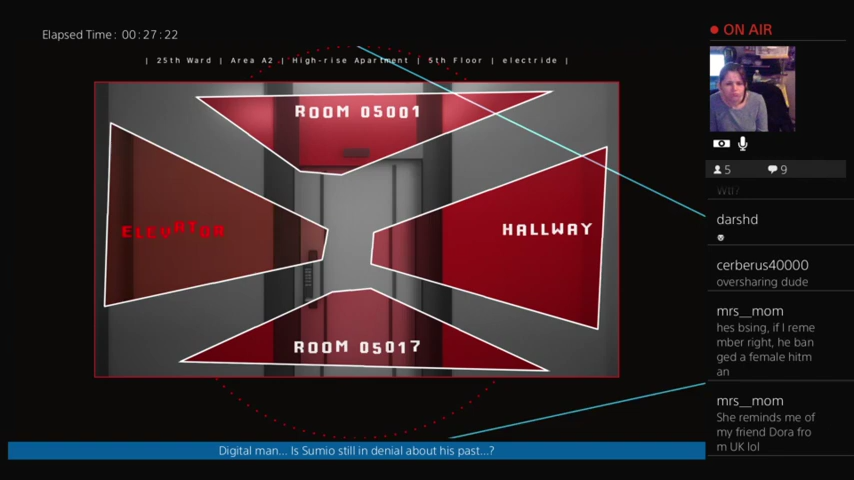 Elapsed Time: 00:27:22
ON AIR
| 25th Ward | Area A2 | High-rise Apartment | 5th Floor | electride |
ROOM 05001
ELEVATOR
HALLWAY
ROOM 05017
5
9
darshd
cerberus40000
oversharing dude
mrs__mom
hes bsing, if I reme
mber right, he ban
ged a female hitm
an
mrs__mom
She reminds me of
my friend Dora fro
m UK lol
Digital man... Is Sumio still in denial about his past...?